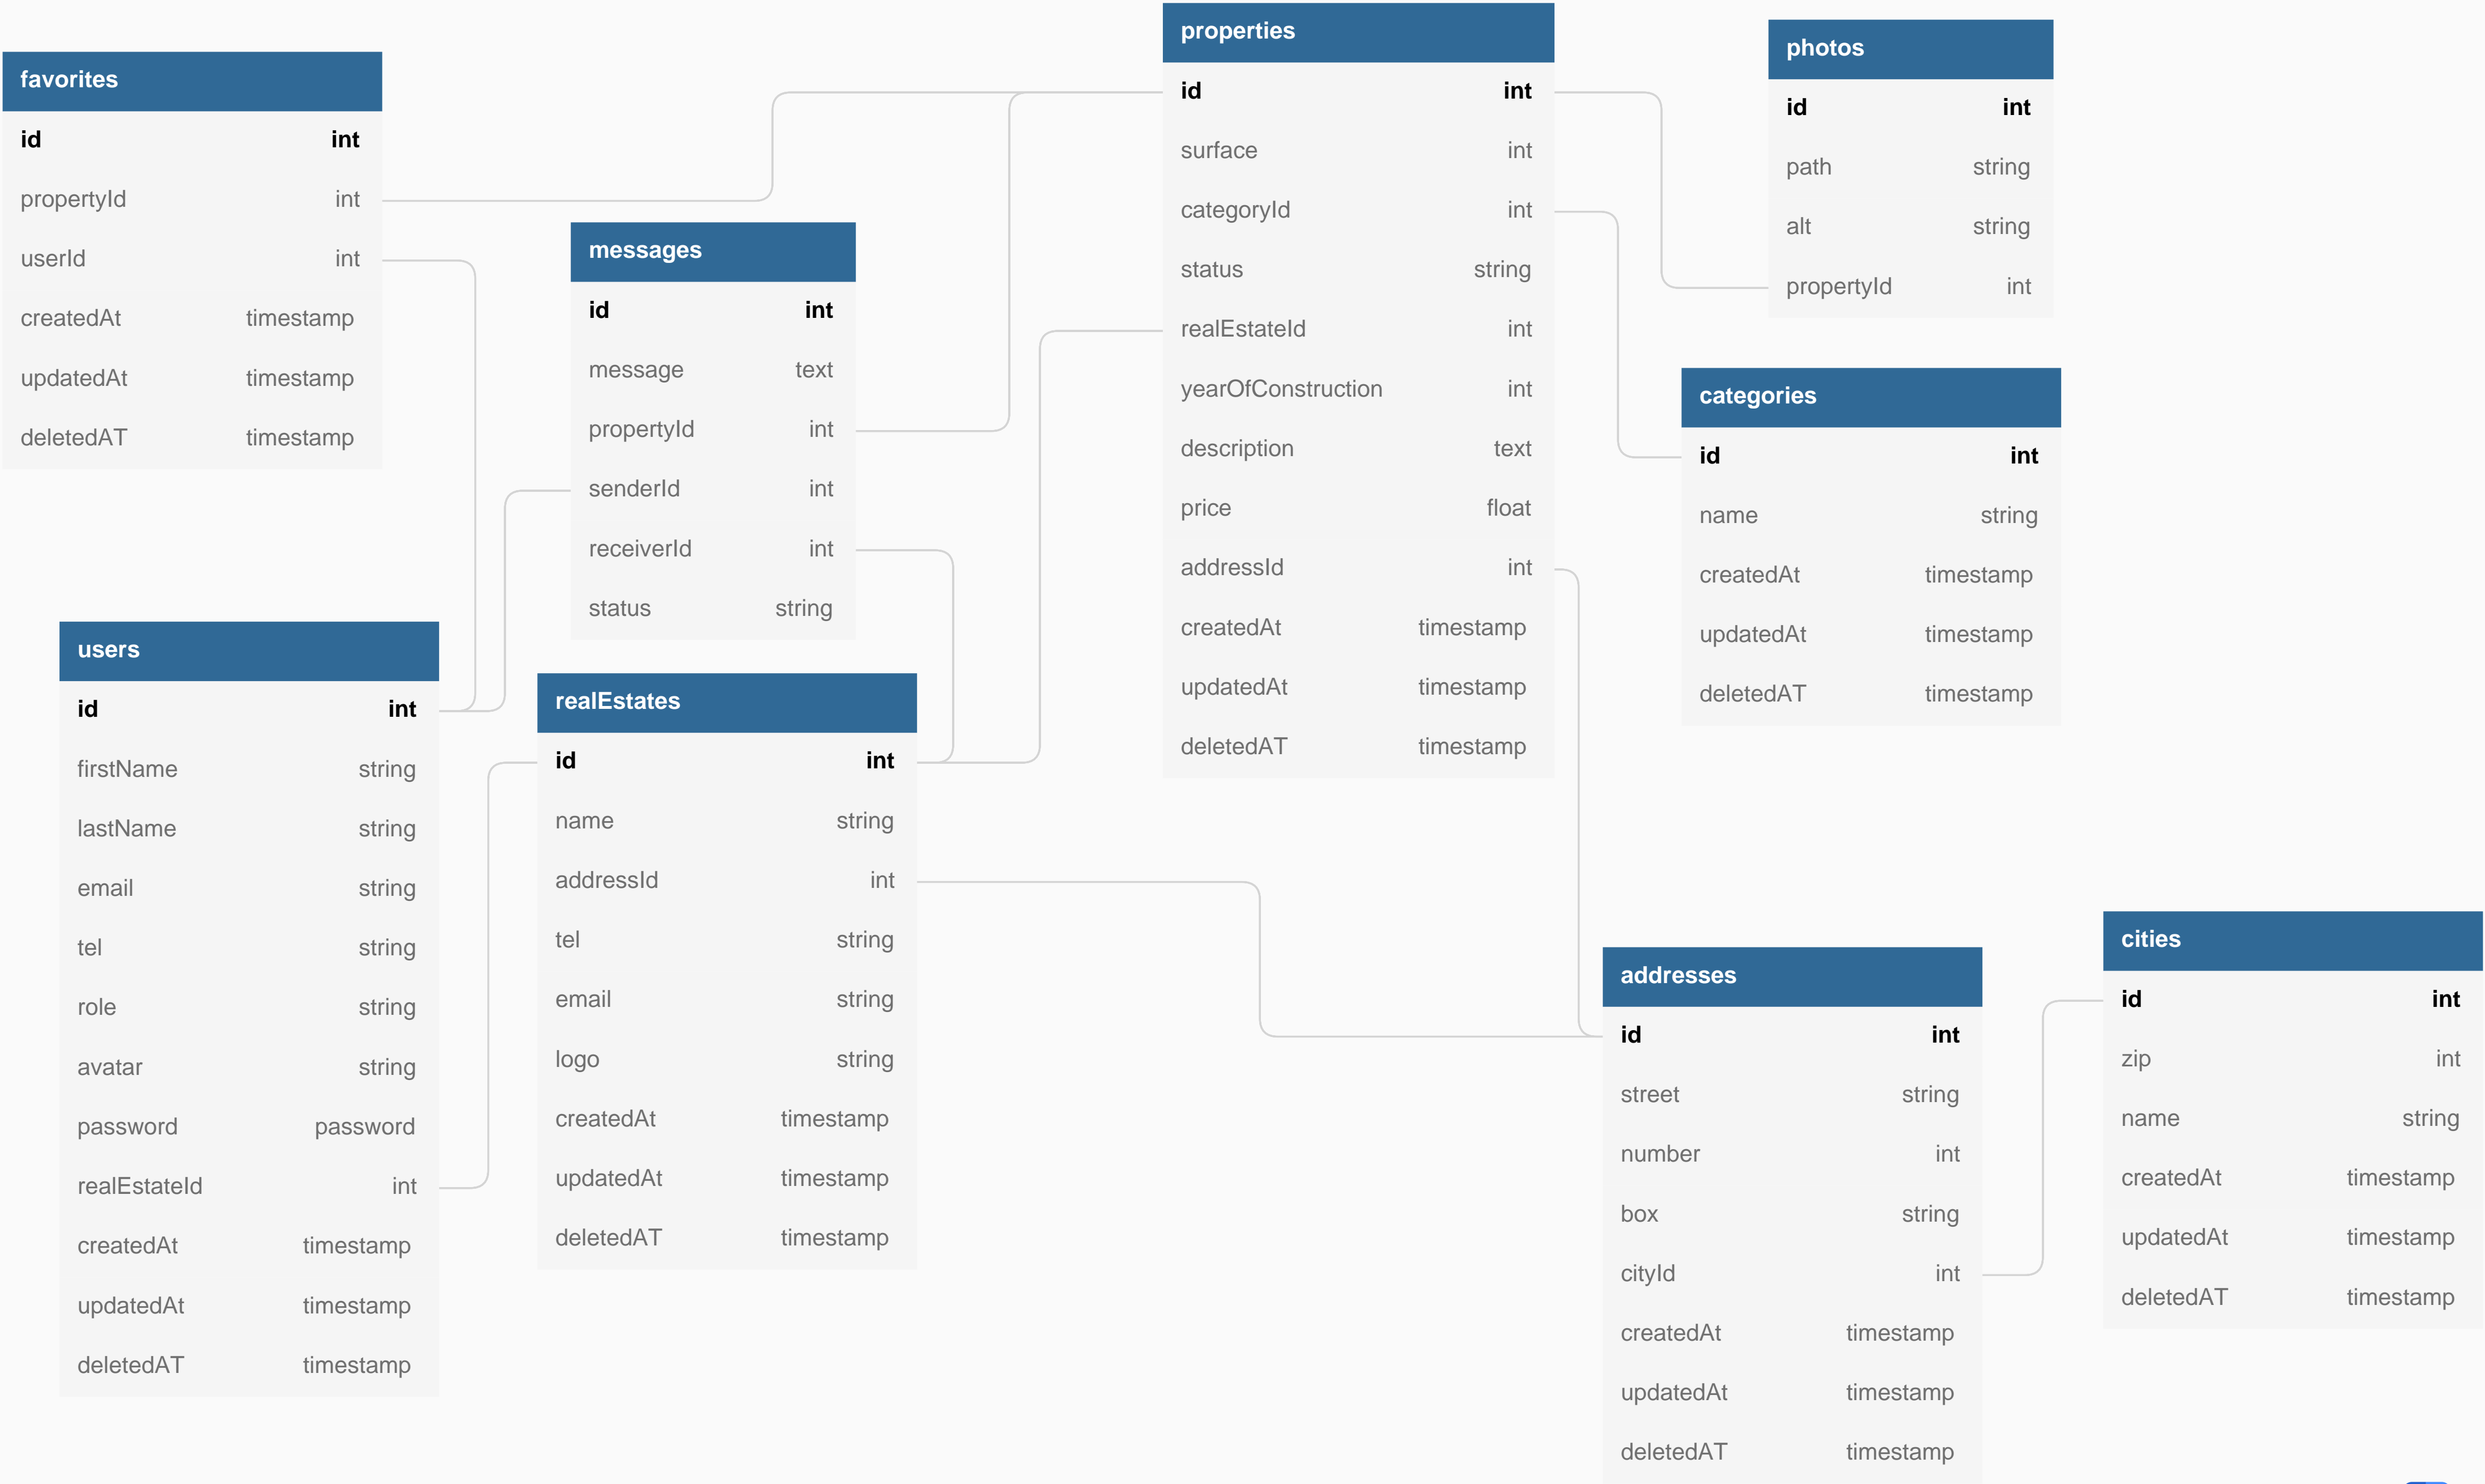 favorites
id int
propertyId int
userId int
createdAt timestamp
updatedAt timestamp
deletedAT timestamp
messages
id int
message text
propertyId int
senderId int
receiverId int
status string
properties
id int
surface int
categoryId int
status string
realEstateId int
yearOfConstruction int
description text
price float
addressId int
createdAt timestamp
updatedAt timestamp
deletedAT timestamp
photos
id int
path string
alt string
propertyId int
categories
id int
name string
createdAt timestamp
updatedAt timestamp
deletedAT timestamp
users
id int
firstName string
lastName string
email string
tel string
role string
avatar string
password password
realEstateId int
createdAt timestamp
updatedAt timestamp
deletedAT timestamp
realEstates
id int
name string
addressId int
tel string
email string
logo string
createdAt timestamp
updatedAt timestamp
deletedAT timestamp
addresses
id int
street string
number int
box string
cityId int
createdAt timestamp
updatedAt timestamp
deletedAT timestamp
cities
id int
zip int
name string
createdAt timestamp
updatedAt timestamp
deletedAT timestamp